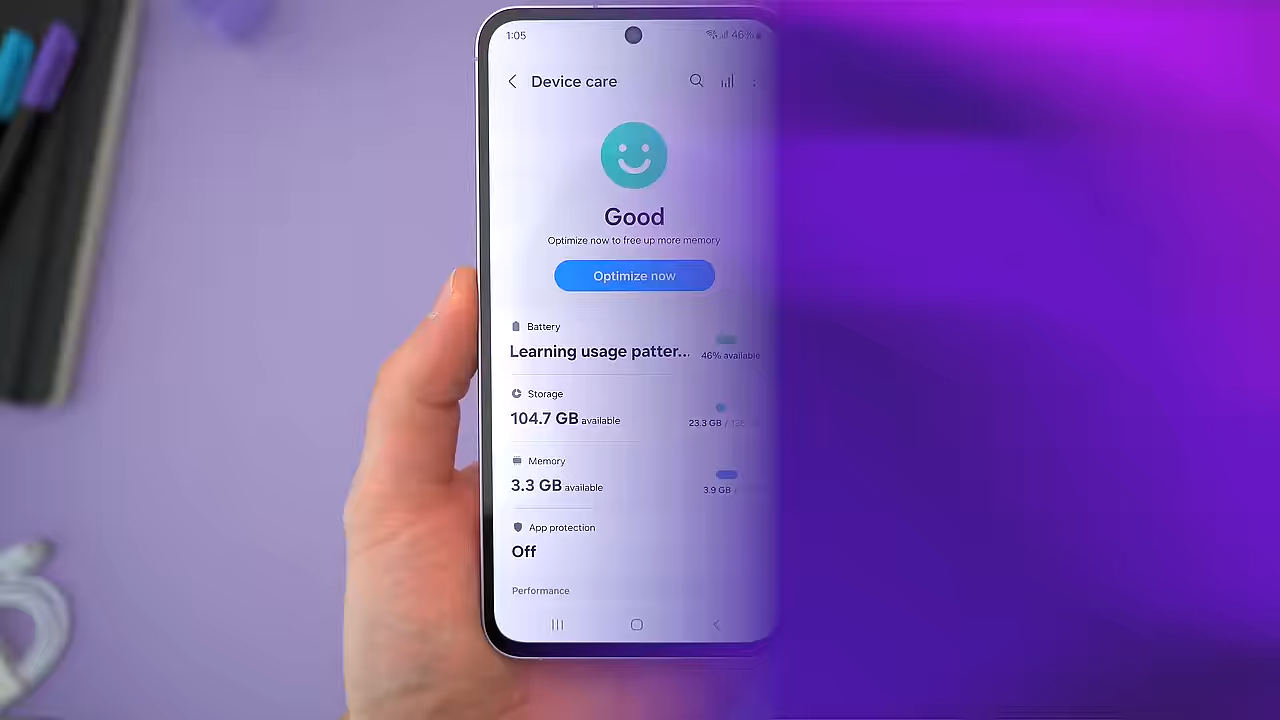 1:05 46%
Device care
Good
Optimize now to free up more memory
Optimize now
Battery
Learning usage patter... 46% available
Storage
104.7 GB available 23.3 GB /
Memory
3.3 GB available 3.9 GB /
App protection
Off
Performance